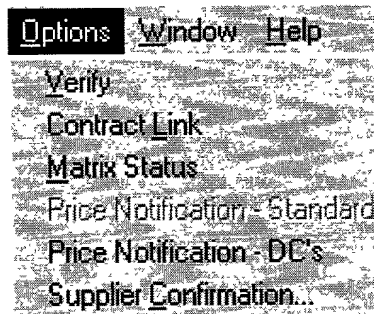 Options Window Help
Verify
Contract Link
Matrix Status
Price Notification - Standard
Price Notification - DC's
Supplier Confirmation...